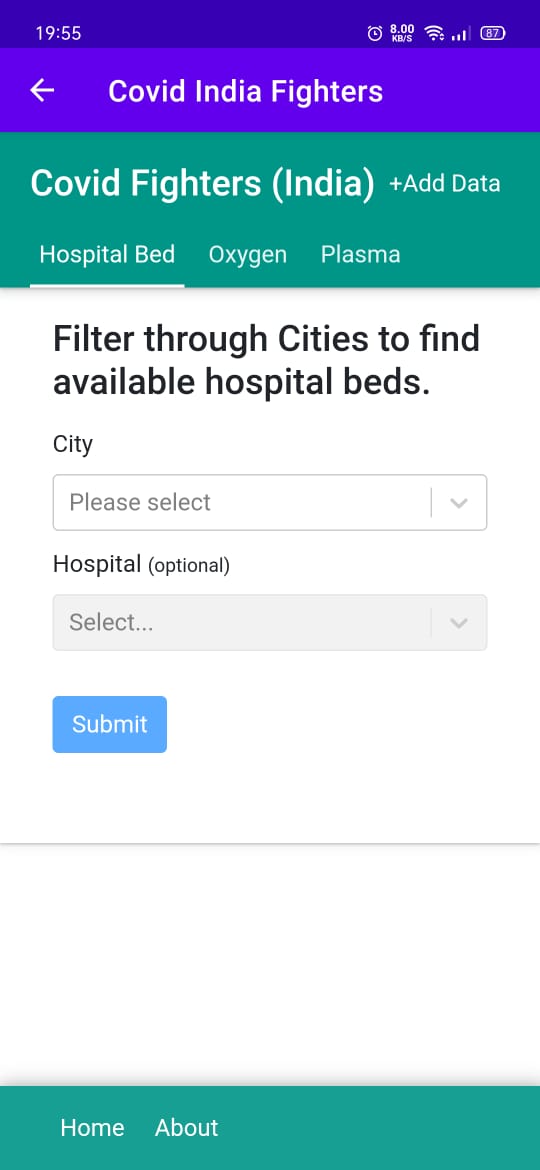 19:55
8.00
KB/S
87
Covid India Fighters
Covid Fighters (India) +Add Data
Hospital Bed Oxygen Plasma
Filter through Cities to find
available hospital beds.
City
Please select
Hospital (optional)
Select...
Submit
Home About